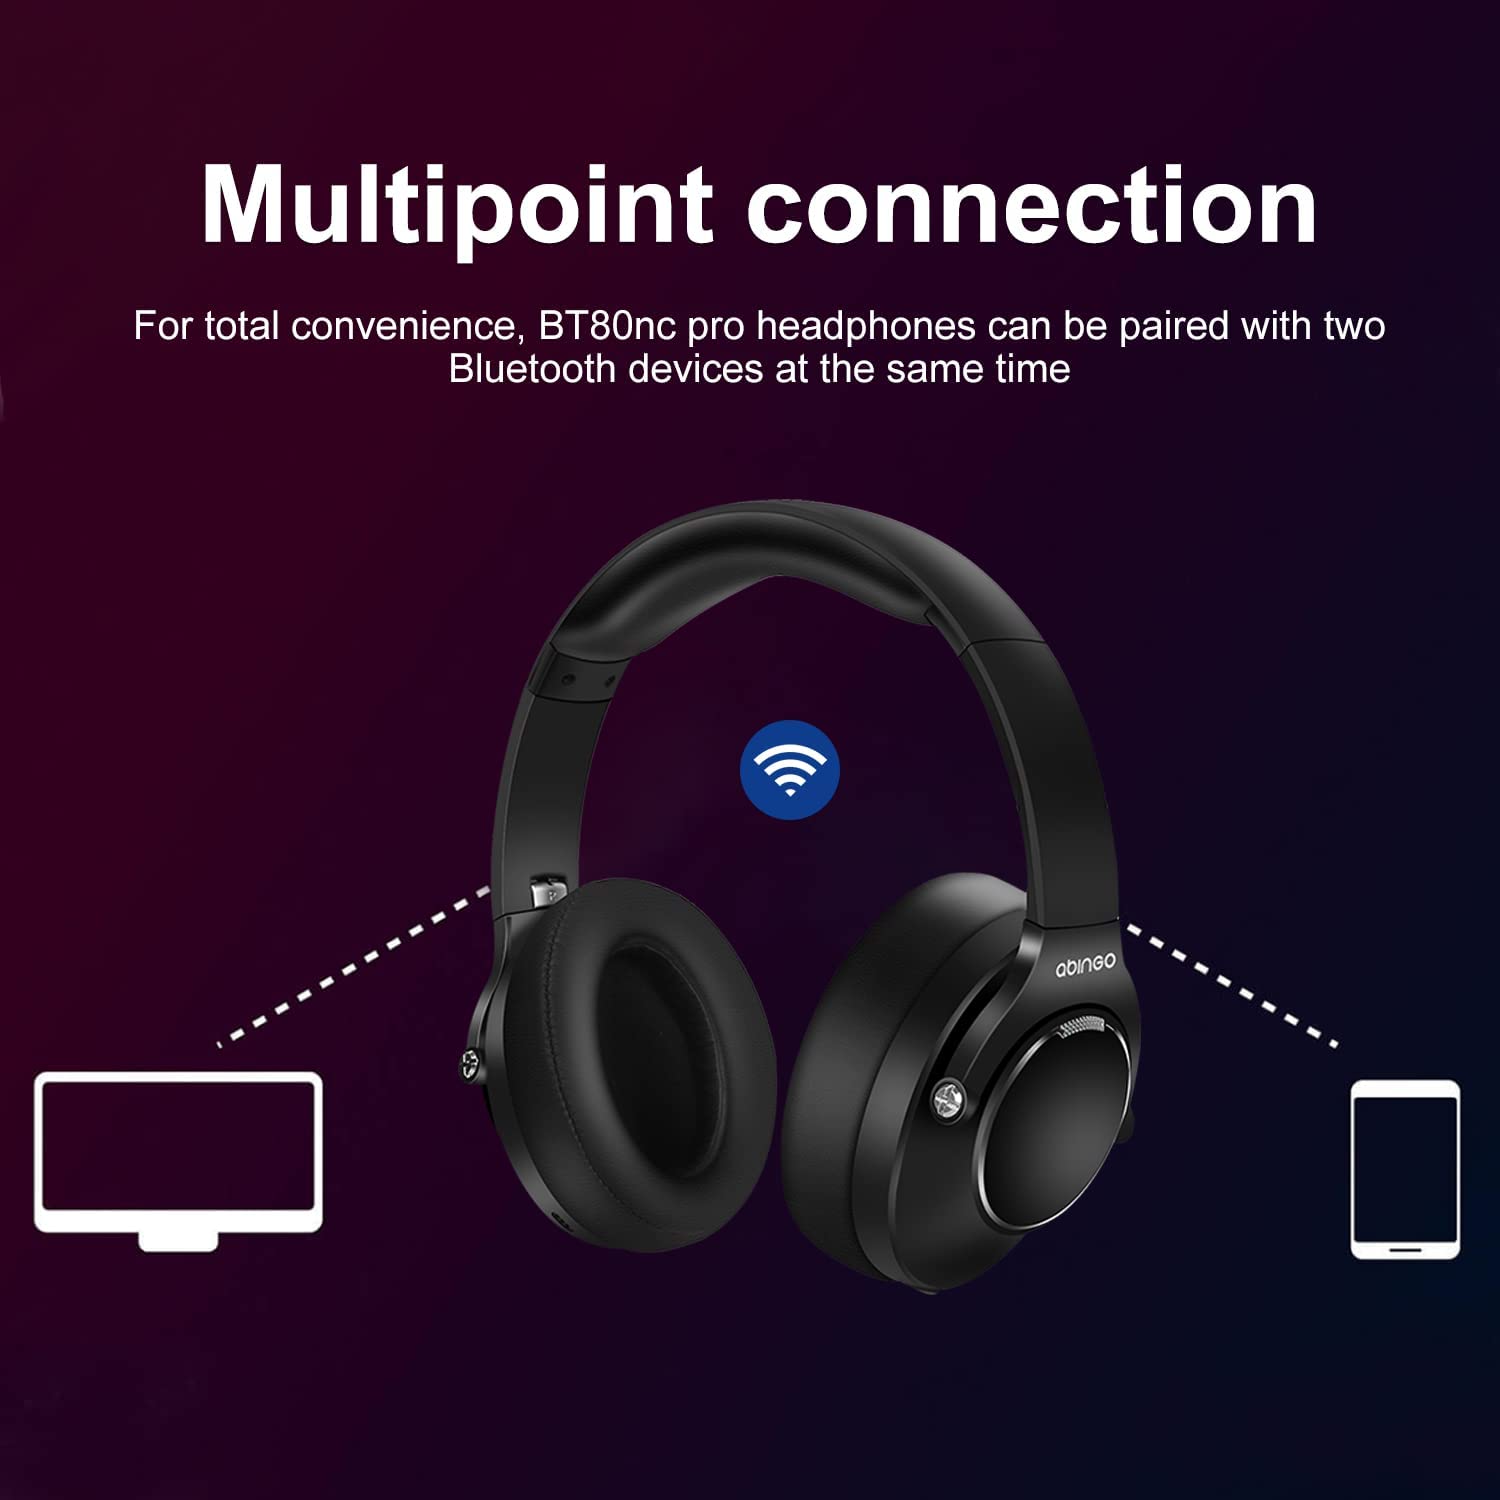 Multipoint connection
For total convenience, BT80nc pro headphones can be paired with two
Bluetooth devices at the same time
abingo